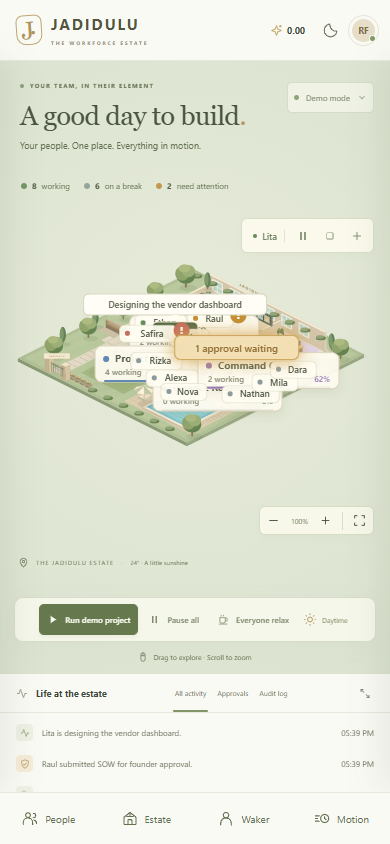 JADIDULU
THE WORKFORCE ESTATE
0.00
RF
YOUR TEAM, IN THEIR ELEMENT
Demo mode
A good day to build.
Your people. One place. Everything in motion.
8 working
6 on a break
2 need attention
Lita
Designing the vendor dashboard
Raul
Safira
1 approval waiting
Rizka
Command
4 working
2 working
Dara
62%
Alexa
Mila
Nova
Nathan
0 working
100%
THE JADIDULU ESTATE · 24° · A little sunshine
Run demo project
Pause all
Everyone relax
Daytime
Drag to explore · Scroll to zoom
Life at the estate
All activity
Approvals
Audit log
Lita is designing the vendor dashboard.
05:39 PM
Raul submitted SOW for founder approval.
05:39 PM
People
Estate
Waker
Motion